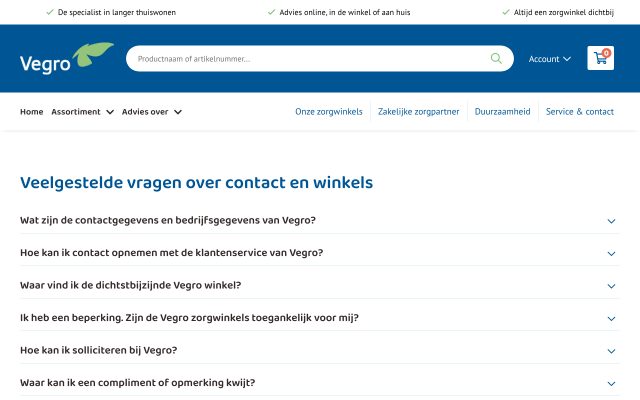 De specialist in langer thuiswonen
Advies online, in de winkel of aan huis
Altijd een zorgwinkel dichtbij
Vegro
Productnaam of artikelnummer...
Account
0
Home
Assortiment
Advies over
Onze zorgwinkels
Zakelijke zorgpartner
Duurzaamheid
Service & contact
Veelgestelde vragen over contact en winkels
Wat zijn de contactgegevens en bedrijfsgegevens van Vegro?
Hoe kan ik contact opnemen met de klantenservice van Vegro?
Waar vind ik de dichtstbijzijnde Vegro winkel?
Ik heb een beperking. Zijn de Vegro zorgwinkels toegankelijk voor mij?
Hoe kan ik solliciteren bij Vegro?
Waar kan ik een compliment of opmerking kwijt?